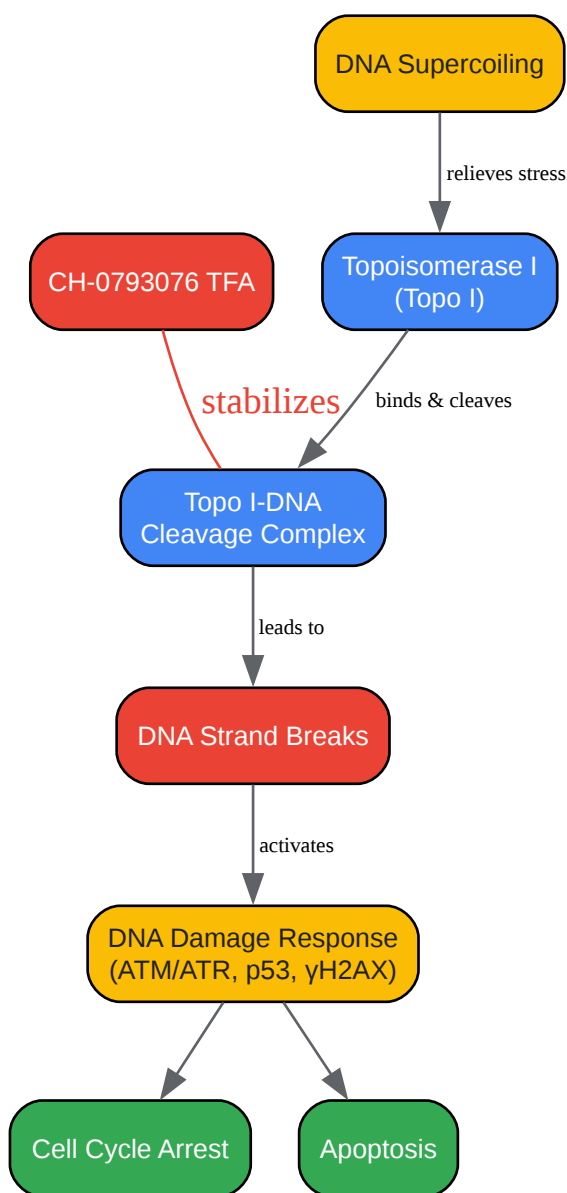 DNA Supercoiling
relieves stress
CH-0793076 TFA
Topoisomerase I
(Topo I)
stabilizes
binds & cleaves
Topo I-DNA
Cleavage Complex
leads to
DNA Strand Breaks
activates
DNA Damage Response
(ATM/ATR, p53, γH2AX)
Cell Cycle Arrest
Apoptosis